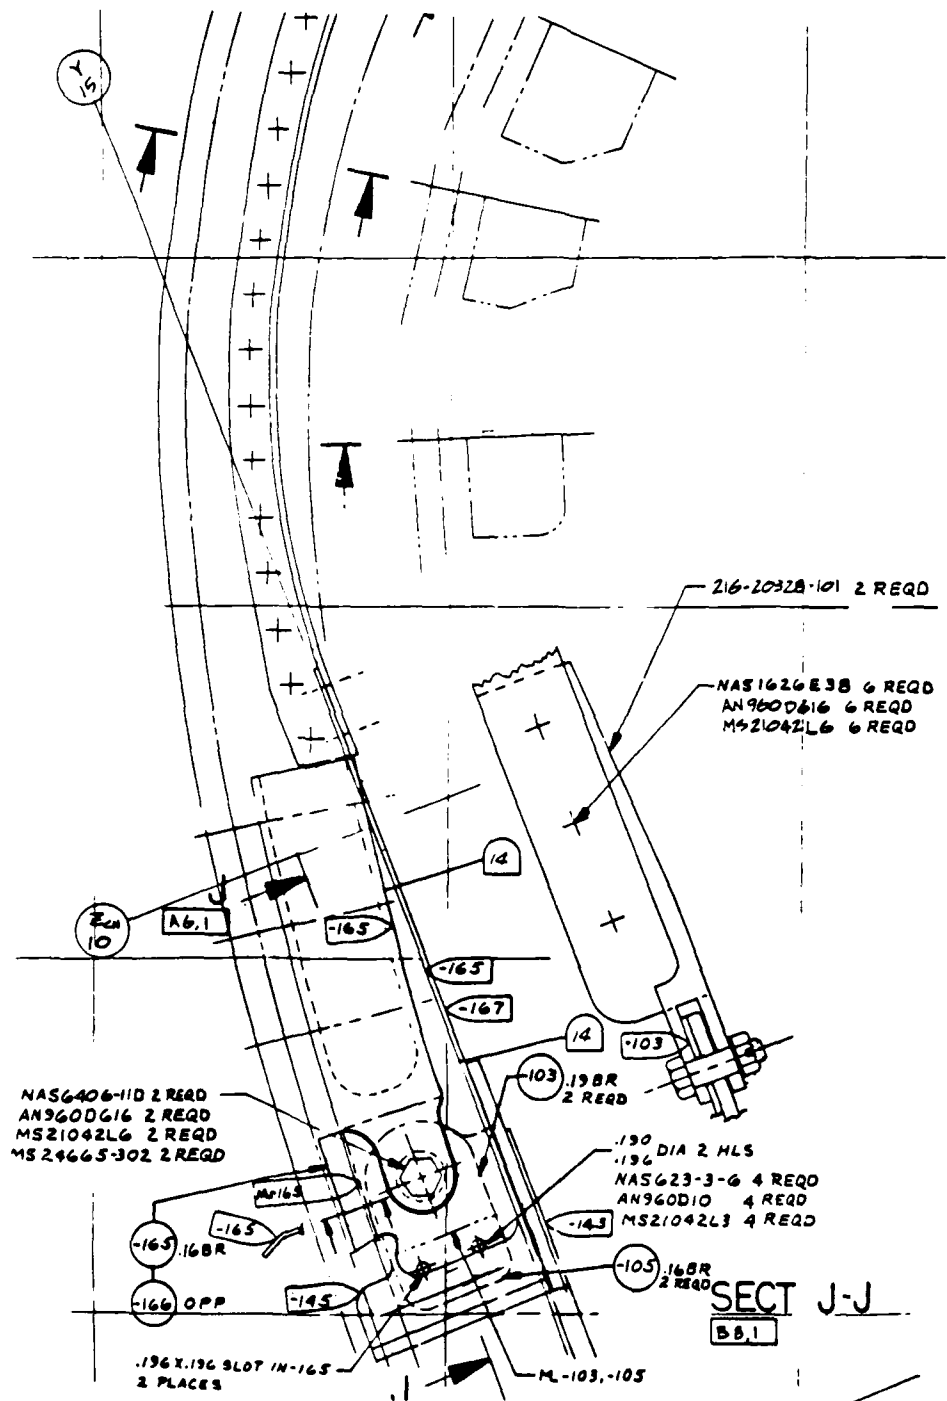 Y
15
216-20328-101 2 REQD
NAS1626E38 6 REQD
AN960D616 6 REQD
MS21042L6 6 REQD
14
J
A6,1
10
-165
-165
-167
14
-103
-103 .19BR
2 REQD
NAS6406-11D 2 REQD
AN960D616 2 REQD
MS21042L6 2 REQD
MS24665-302 2 REQD
.190
.196 DIA 2 HLS
NAS623-3-6 4 REQD
AN960D10 4 REQD
MS21042L3 4 REQD
-165
-143
-165 .16BR
-166 OPP
-145
-105 .16BR
2 REQD
SECT J-J
B8,1
.196 X .196 SLOT IN -165
2 PLACES
J
-103, -105